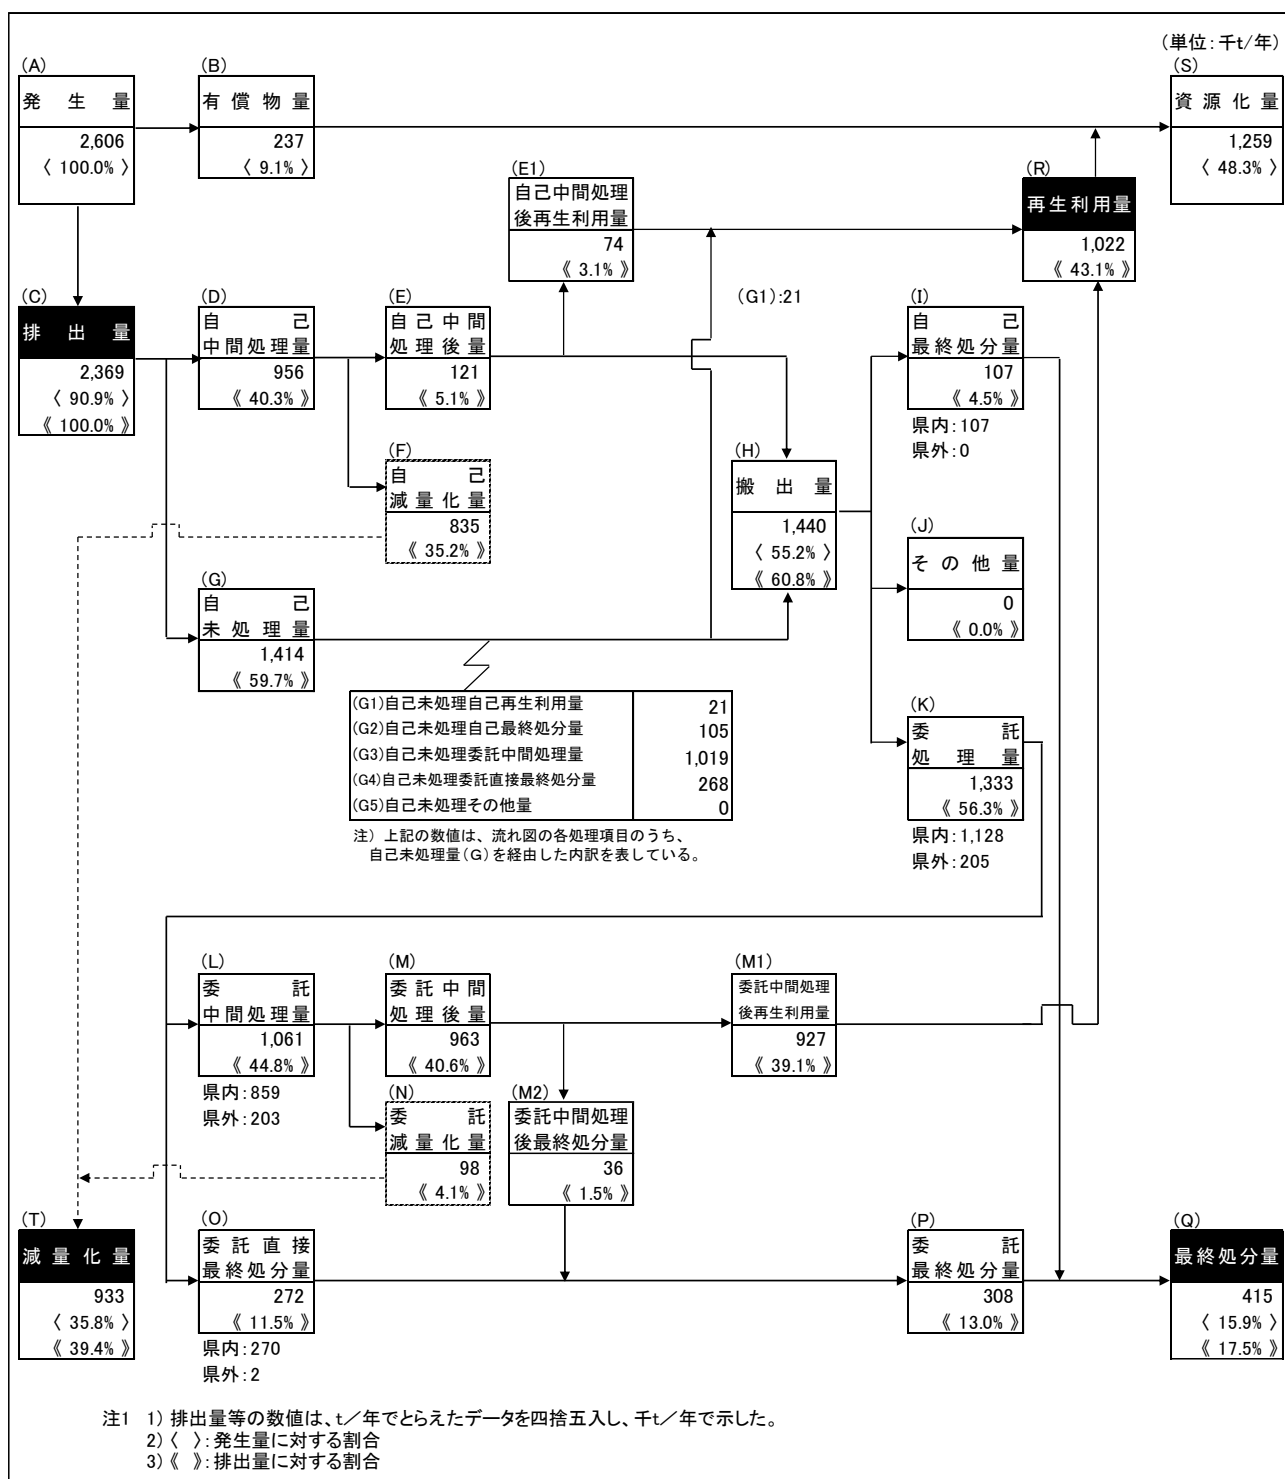 (単位：千t/年)
(A)
発生量
2,606
〈 100.0% 〉
(B)
有償物量
237
〈 9.1% 〉
(S)
資源化量
1,259
〈 48.3% 〉
(E1)
自己中間処理
後再生利用量
74
《 3.1% 》
(R)
再生利用量
1,022
《 43.1% 》
(G1):21
(C)
排出量
2,369
〈 90.9% 〉
《 100.0% 》
(D)
自己
中間処理量
956
《 40.3% 》
(E)
自己中間
処理後量
121
《 5.1% 》
(I)
自己
最終処分量
107
《 4.5% 》
県内：107
県外：0
(F)
自己
減量化量
835
《 35.2% 》
(H)
搬出量
1,440
〈 55.2% 〉
《 60.8% 》
(J)
その他量
0
《 0.0% 》
(G)
自己
未処理量
1,414
《 59.7% 》
(G1)自己未処理自己再生利用量 21
(G2)自己未処理自己最終処分量 105
(G3)自己未処理委託中間処理量 1,019
(G4)自己未処理委託直接最終処分量 268
(G5)自己未処理その他量 0
注）上記の数値は、流れ図の各処理項目のうち、
自己未処理量(G)を経由した内訳を表している。
(K)
委託
処理量
1,333
《 56.3% 》
県内：1,128
県外：205
(L)
委託
中間処理量
1,061
《 44.8% 》
県内：859
県外：203
(M)
委託中間
処理後量
963
《 40.6% 》
(M1)
委託中間処理
後再生利用量
927
《 39.1% 》
(N)
委託
減量化量
98
《 4.1% 》
(M2)
委託中間処理
後最終処分量
36
《 1.5% 》
(T)
減量化量
933
〈 35.8% 〉
《 39.4% 》
(O)
委託直接
最終処分量
272
《 11.5% 》
県内：270
県外：2
(P)
委託
最終処分量
308
《 13.0% 》
(Q)
最終処分量
415
〈 15.9% 〉
《 17.5% 》
注1 1) 排出量等の数値は、t／年でとらえたデータを四捨五入し、千t／年で示した。
2)〈 〉：発生量に対する割合
3)《 》：排出量に対する割合